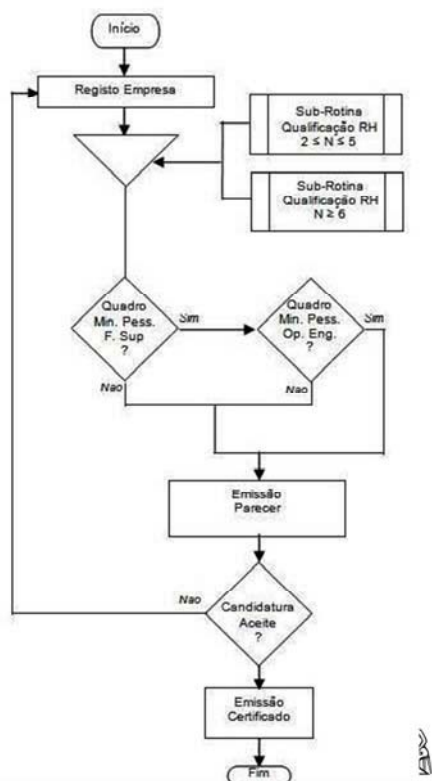 Início
Registo Empresa
Sub-Rotina
Qualificação RH
2 ≤ N ≤ 5
Sub-Rotina
Qualificação RH
N ≥ 6
Quadro
Min. Pess.
F. Sup
?
Sim
Quadro
Min. Pess.
Op. Eng.
?
Sim
Nao
Nao
Emissão
Parecer
Nao
Candidatura
Aceite
?
Emissão
Certificado
Fim